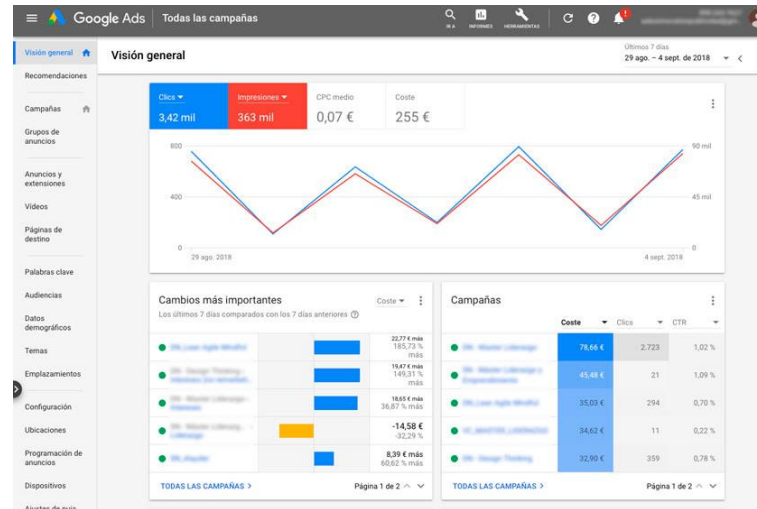 Google Ads
Todas las campañas
IR A
INFORMES
HERRAMIENTAS
Visión general
Recomendaciones
Campañas
Grupos de
anuncios
Anuncios y
extensiones
Vídeos
Páginas de
destino
Palabras clave
Audiencias
Datos
demográficos
Temas
Emplazamientos
Configuración
Ubicaciones
Programación de
anuncios
Dispositivos
Visión general
Últimos 7 días
29 ago. – 4 sept. de 2018
Clics
3,42 mil
Impresiones
363 mil
CPC medio
0,07 €
Coste
255 €
800
400
0
90 mil
45 mil
0
29 ago. 2018
4 sept. 2018
Cambios más importantes
Coste
Los últimos 7 días comparados con los 7 días anteriores
22,77 € más
185,73 %
más
19,47 € más
149,31 %
más
18,65 € más
36,87 % más
-14,58 €
-32,29 %
8,39 € más
60,62 % más
TODAS LAS CAMPAÑAS
Página 1 de 2
Campañas
Coste Clics CTR
78,66 € 2.723 1,02 %
45,48 € 21 1,09 %
35,03 € 294 0,70 %
34,62 € 11 0,22 %
32,90 € 359 0,78 %
TODAS LAS CAMPAÑAS
Página 1 de 2